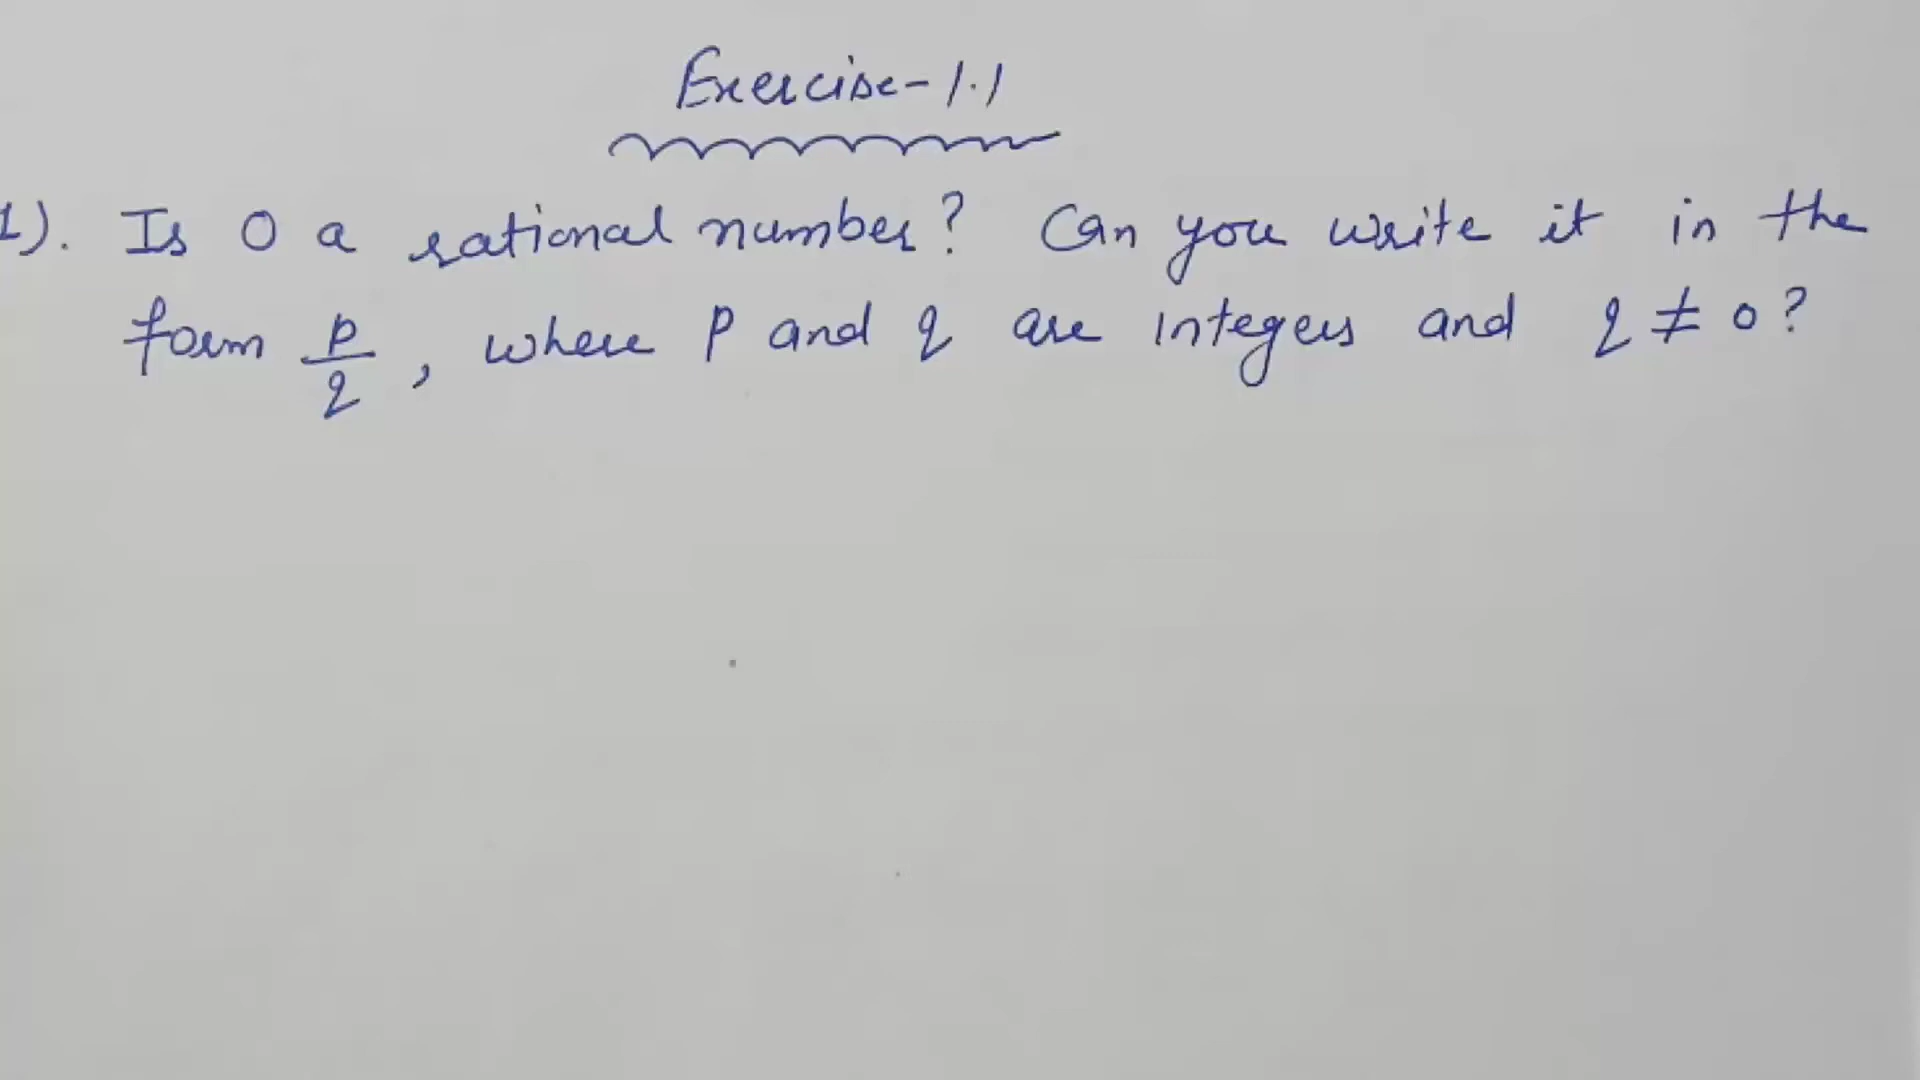 Exercise-1.1
1). Is 0 a rational number? Can you write it in the
form p/q, where p and q are integers and q ≠ 0?